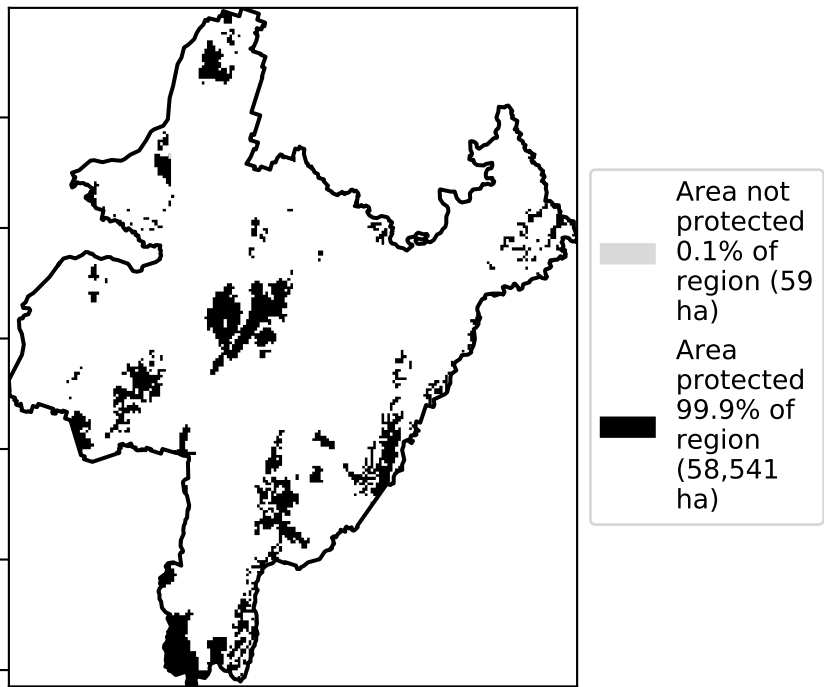 Area not
protected
0.1% of
region (59
ha)
Area
protected
99.9% of
region
(58,541
ha)